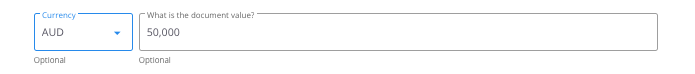 Currency What is the document value?
AUD 50,000
Optional Optional